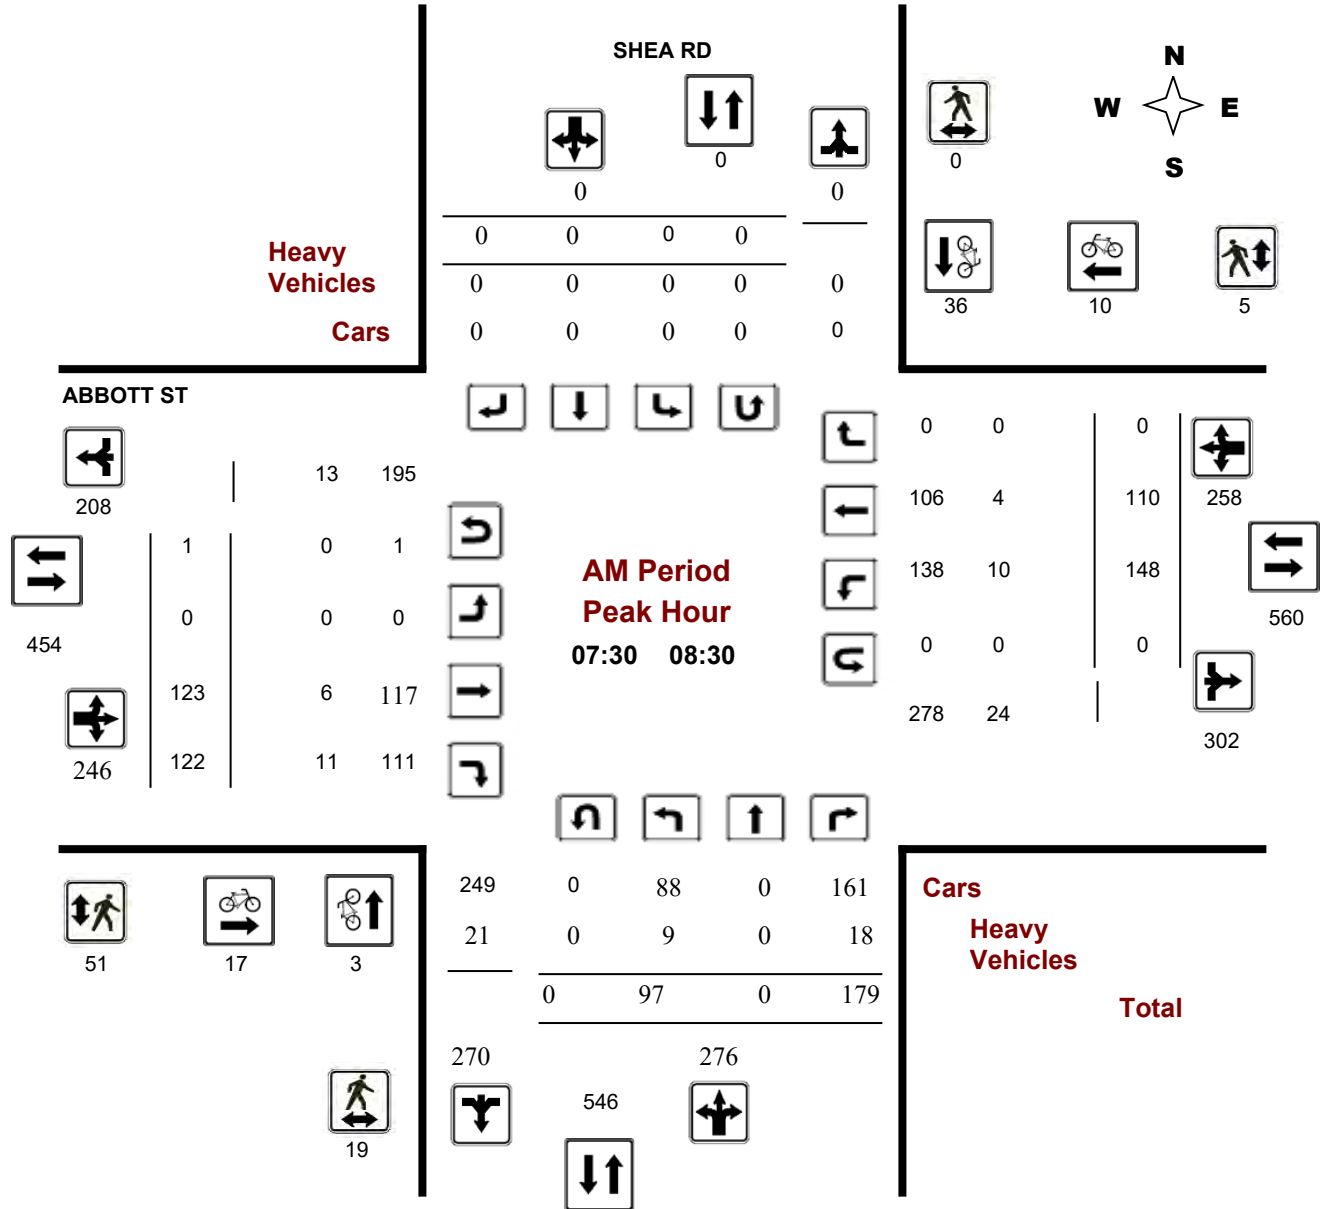 SHEA RD
N
W E
S
0
0
0 0
0
0 0 0 0
Heavy
Vehicles
0 0 0 0 0
36 10 5
Cars
0 0 0 0 0
ABBOTT ST
0 0 0
13 195
208
106 4 110 258
1 0 1
AM Period
138 10 148
Peak Hour
0 0 0
560
454
07:30 08:30
0 0 0
123 6 117
278 24
302
246 122 11 111
249 0 88 0 161
Cars
21 0 9 0 18
Heavy
Vehicles
51 17 3
0 97 0 179
Total
270 276
546
19